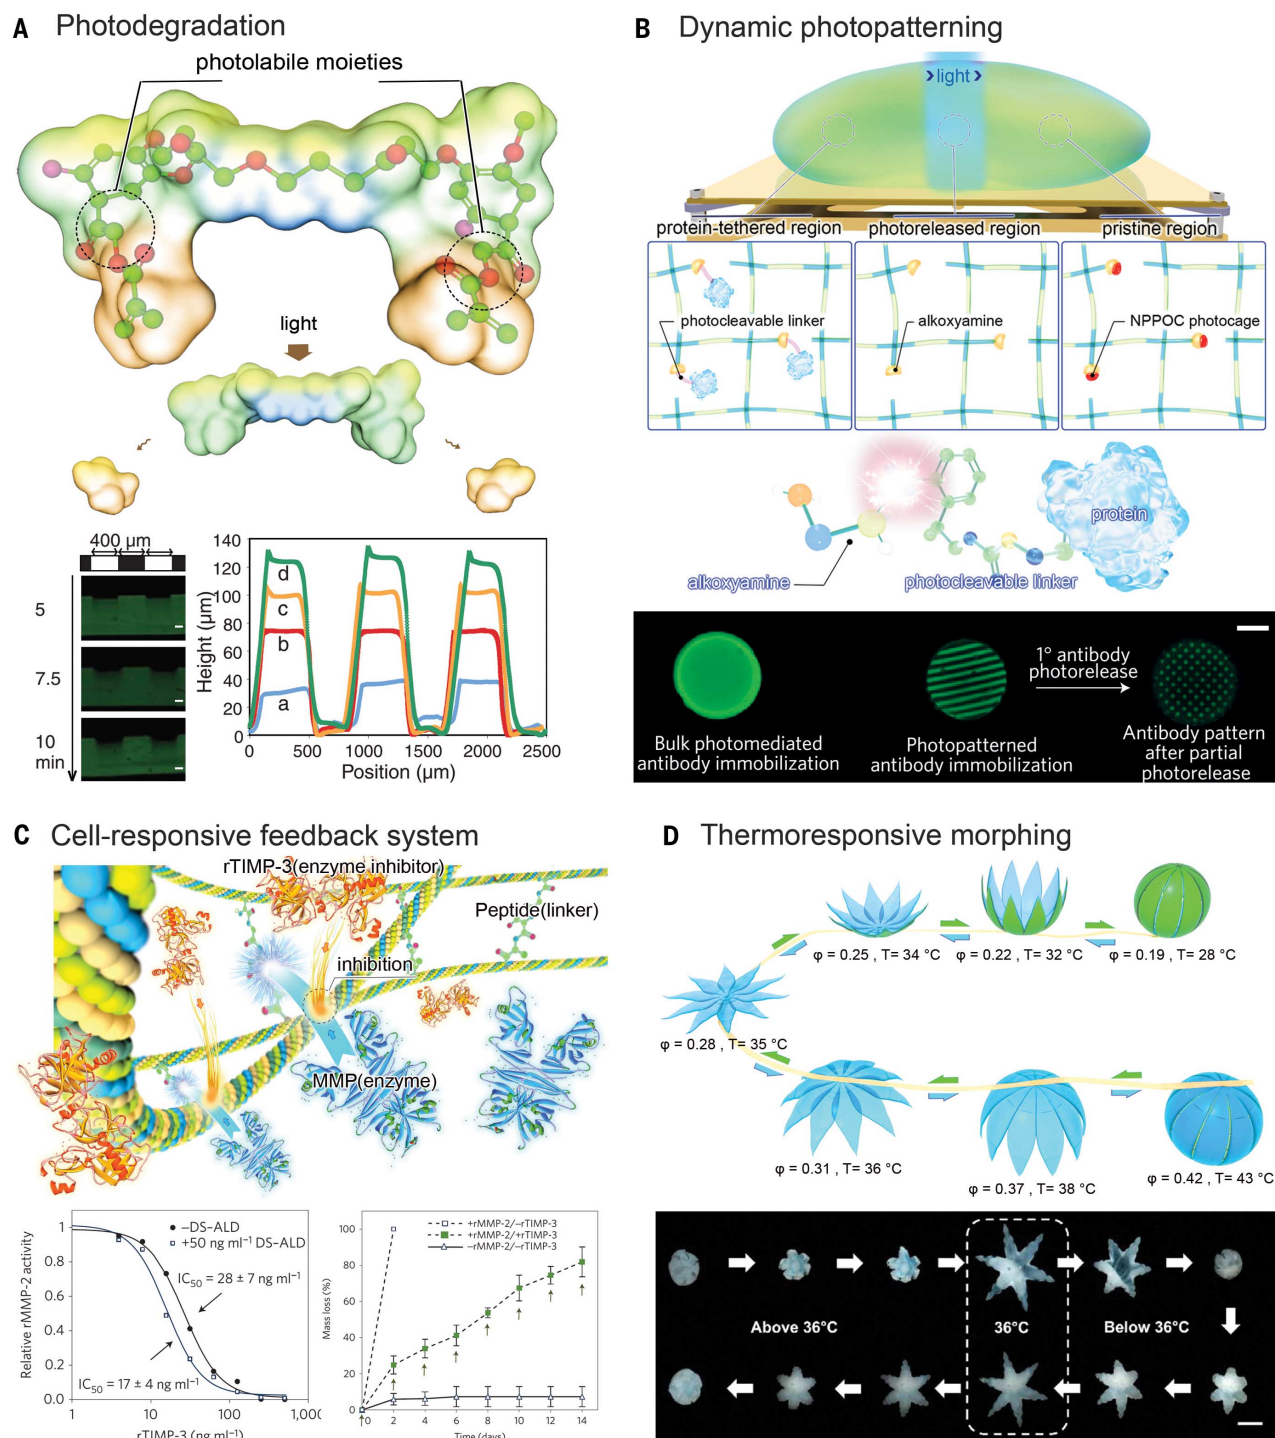 A Photodegradation
photolabile moieties
light
400 µm
5
7.5
10
min
140
120
100
80
60
40
20
0
Height (µm)
d
c
b
a
0 500 1000 1500 2000 2500
Position (µm)
B Dynamic photopatterning
light
protein-tethered region
photoreleased region
pristine region
photocleavable linker
alkoxyamine
NPPOC photocage
protein
alkoxyamine
photocleavable linker
1° antibody
photorelease
Bulk photomediated
antibody immobilization
Photopatterned
antibody immobilization
Antibody pattern
after partial
photorelease
C Cell-responsive feedback system
rTIMP-3(enzyme inhibitor)
Peptide(linker)
inhibition
MMP(enzyme)
1
0.8
0.6
0.4
0.2
0.0
Relative rMMP-2 activity
–DS-ALD
+50 ng ml⁻¹ DS-ALD
IC₅₀ = 28 ± 7 ng ml⁻¹
IC₅₀ = 17 ± 4 ng ml⁻¹
1 10 100 1,000
rTIMP-3 (ng ml⁻¹)
100
80
60
40
20
0
Mass loss (%)
+rMMP-2/–rTIMP-3
+rMMP-2/+rTIMP-3
–rMMP-2/–rTIMP-3
0 2 4 6 8 10 12 14
Time (days)
D Thermoresponsive morphing
φ = 0.25 , T= 34 °C
φ = 0.22 , T= 32 °C
φ = 0.19 , T= 28 °C
φ = 0.28 , T= 35 °C
φ = 0.31 , T= 36 °C
φ = 0.37 , T= 38 °C
φ = 0.42 , T= 43 °C
Above 36°C
36°C
Below 36°C